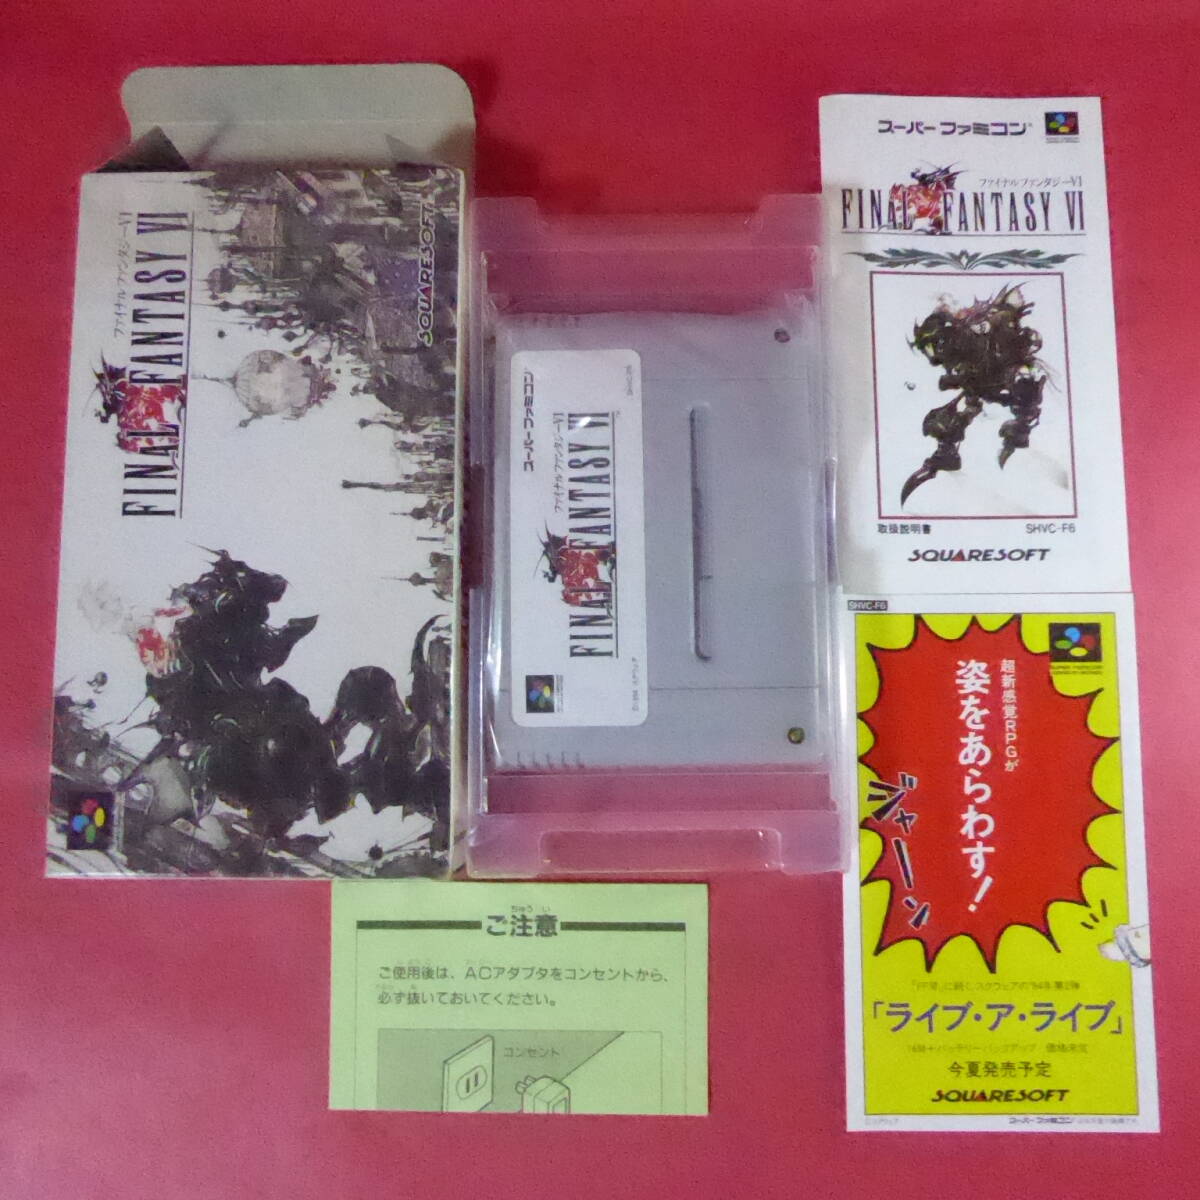 ファイナルファンタジーVI
FINAL FANTASY VI
SQUARESOFT
スーパーファミコン
ファイナルファンタジーVI
FINAL FANTASY VI
スーパーファミコン
ファイナルファンタジーVI
FINAL FANTASY VI
取扱説明書
SHVC-F6
SQUARESOFT
SHVC-F6
超新感覚RPGが
姿をあらわす!
ジャーン
「ライブ・ア・ライブ」
今夏発売予定
SQUARESOFT
スーパーファミコン
ちゅうい
ご注意
ご使用後は、ACアダプタをコンセントから、
必ず抜いておいてください。
コンセント